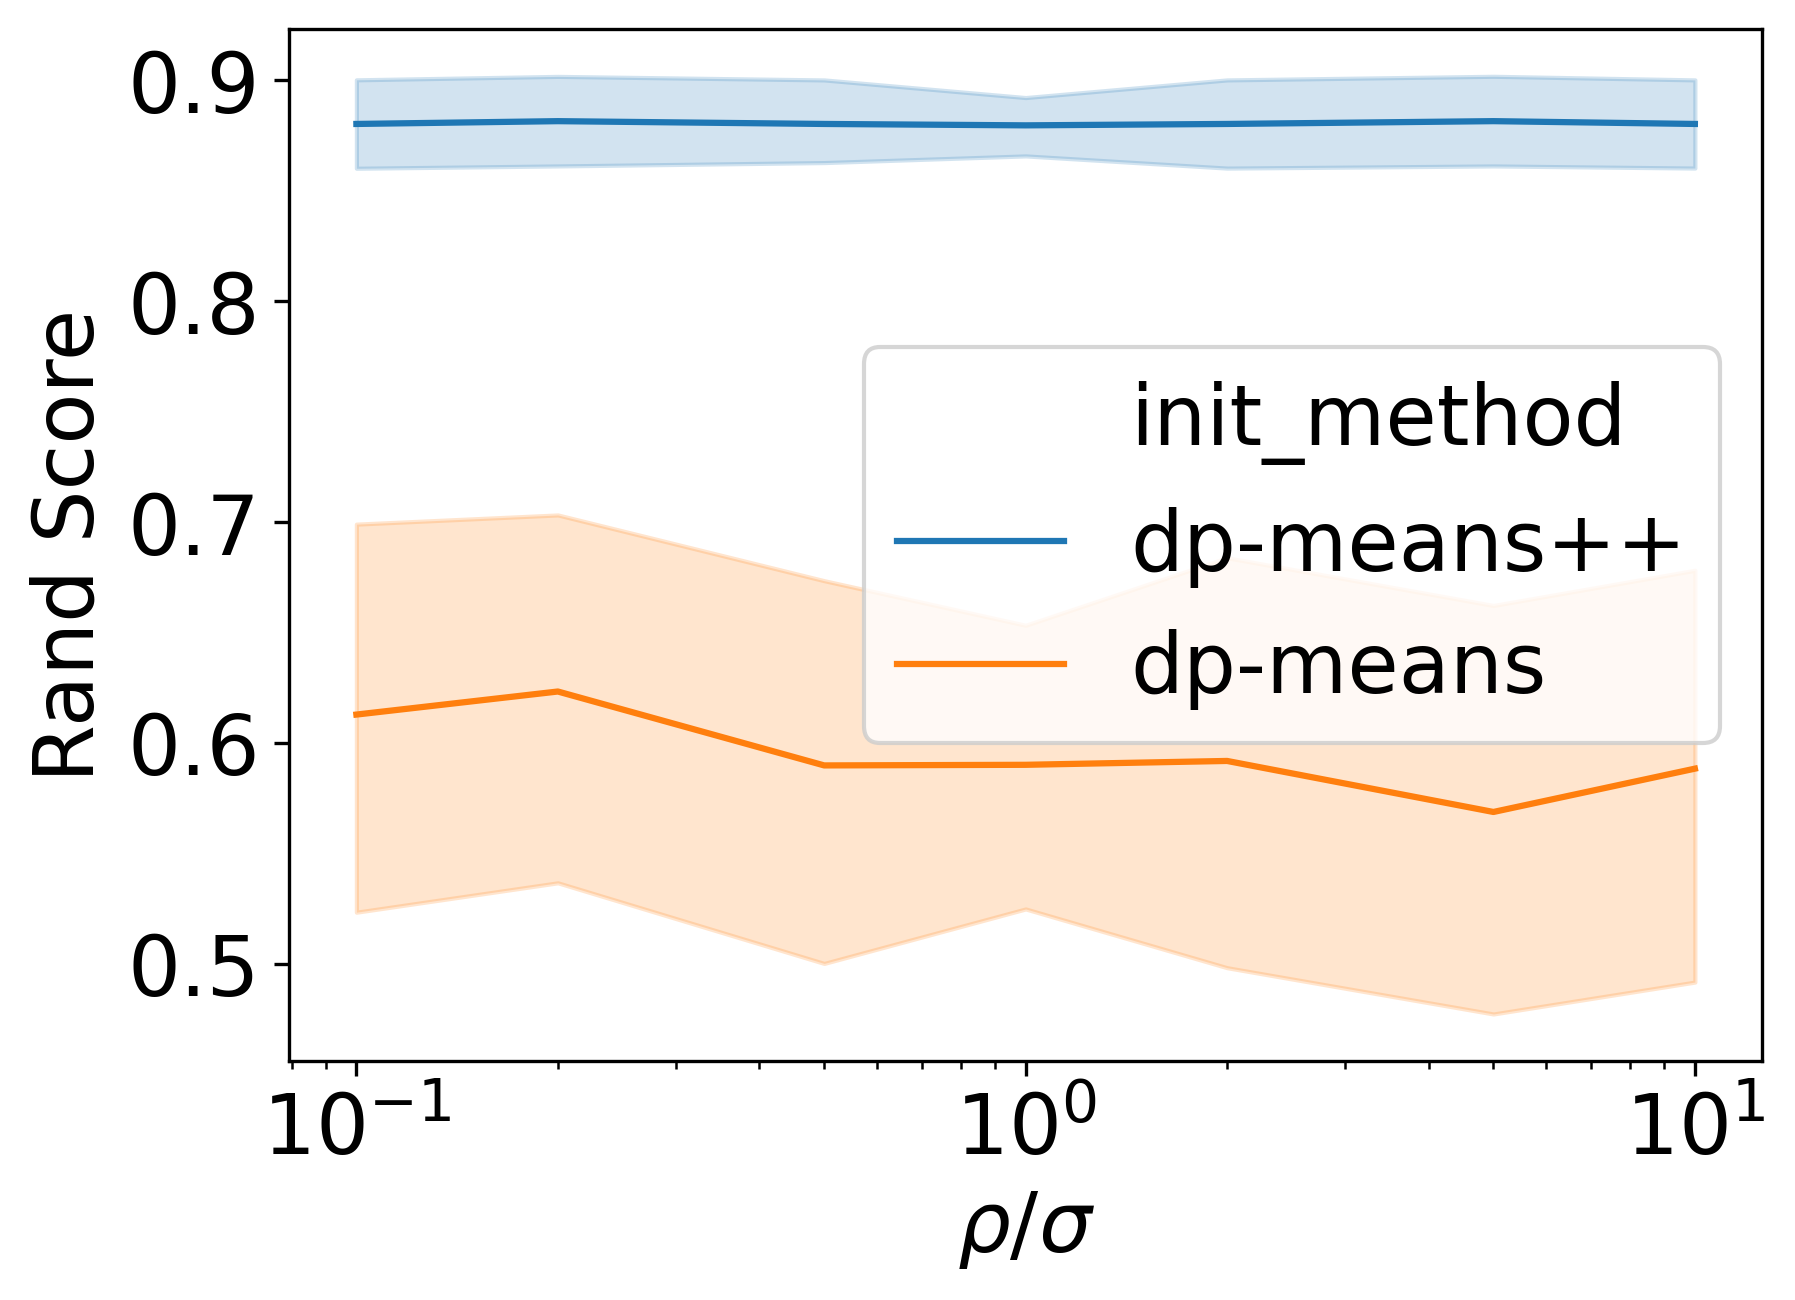 0.9
0.8
0.7
0.6
0.5
Rand Score
init_method
dp-means++
dp-means
10⁻¹
10⁰
10¹
ρ/σ